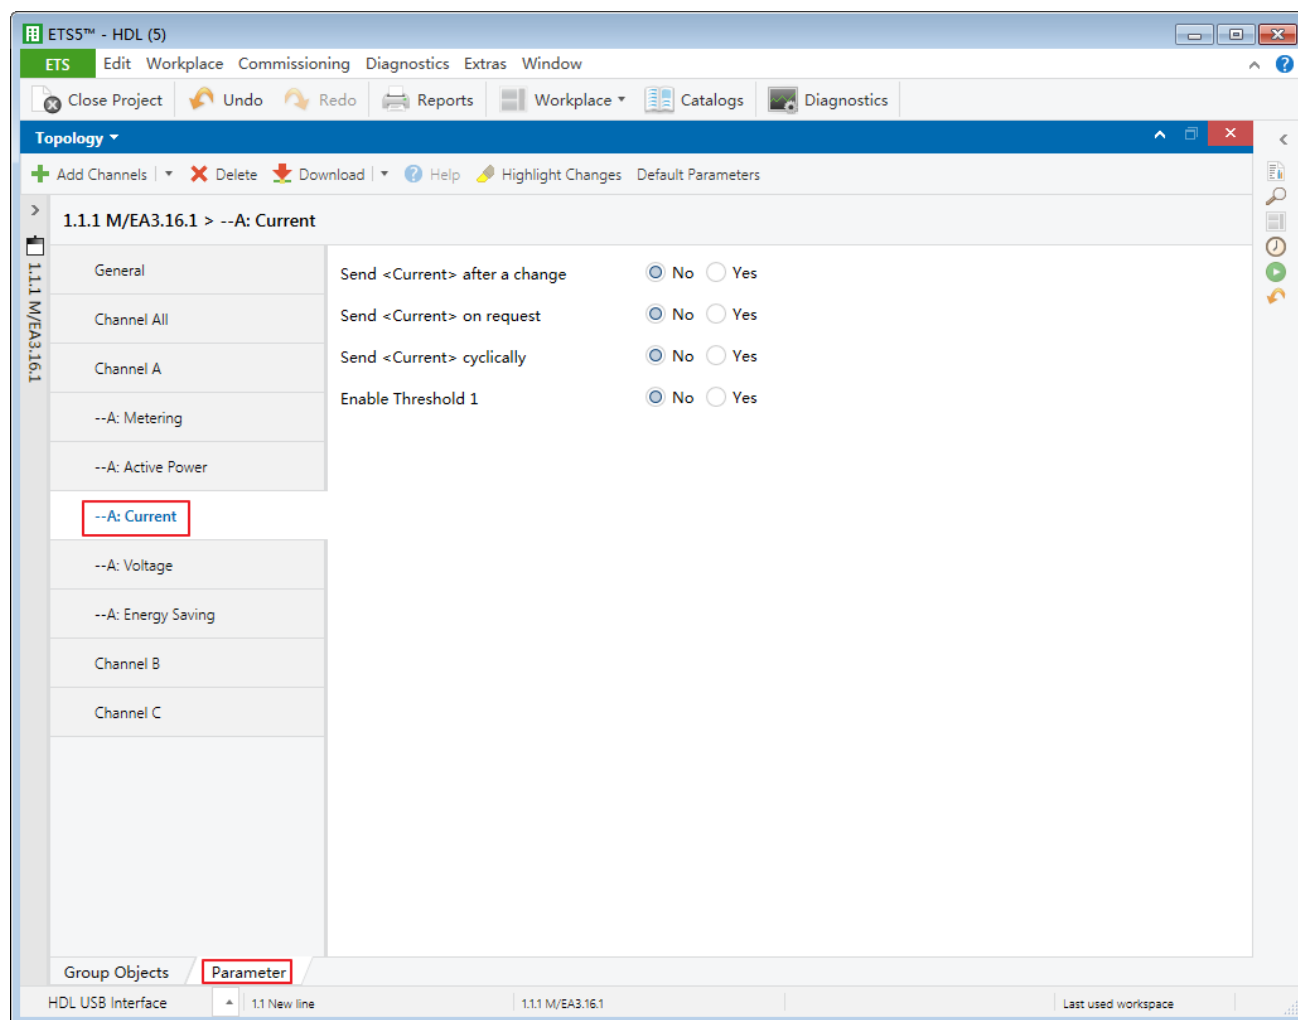 ETS5™ - HDL (5)
ETS Edit Workplace Commissioning Diagnostics Extras Window
Close Project Undo Redo Reports Workplace Catalogs Diagnostics
Topology
Add Channels Delete Download Help Highlight Changes Default Parameters
1.1.1 M/EA3.16.1 > --A: Current
1.1.1 M/EA3.16.1
General
Channel All
Channel A
--A: Metering
--A: Active Power
--A: Current
--A: Voltage
--A: Energy Saving
Channel B
Channel C
Send <Current> after a change No Yes
Send <Current> on request No Yes
Send <Current> cyclically No Yes
Enable Threshold 1 No Yes
Group Objects Parameter
HDL USB Interface 1.1 New line 1.1.1 M/EA3.16.1 Last used workspace